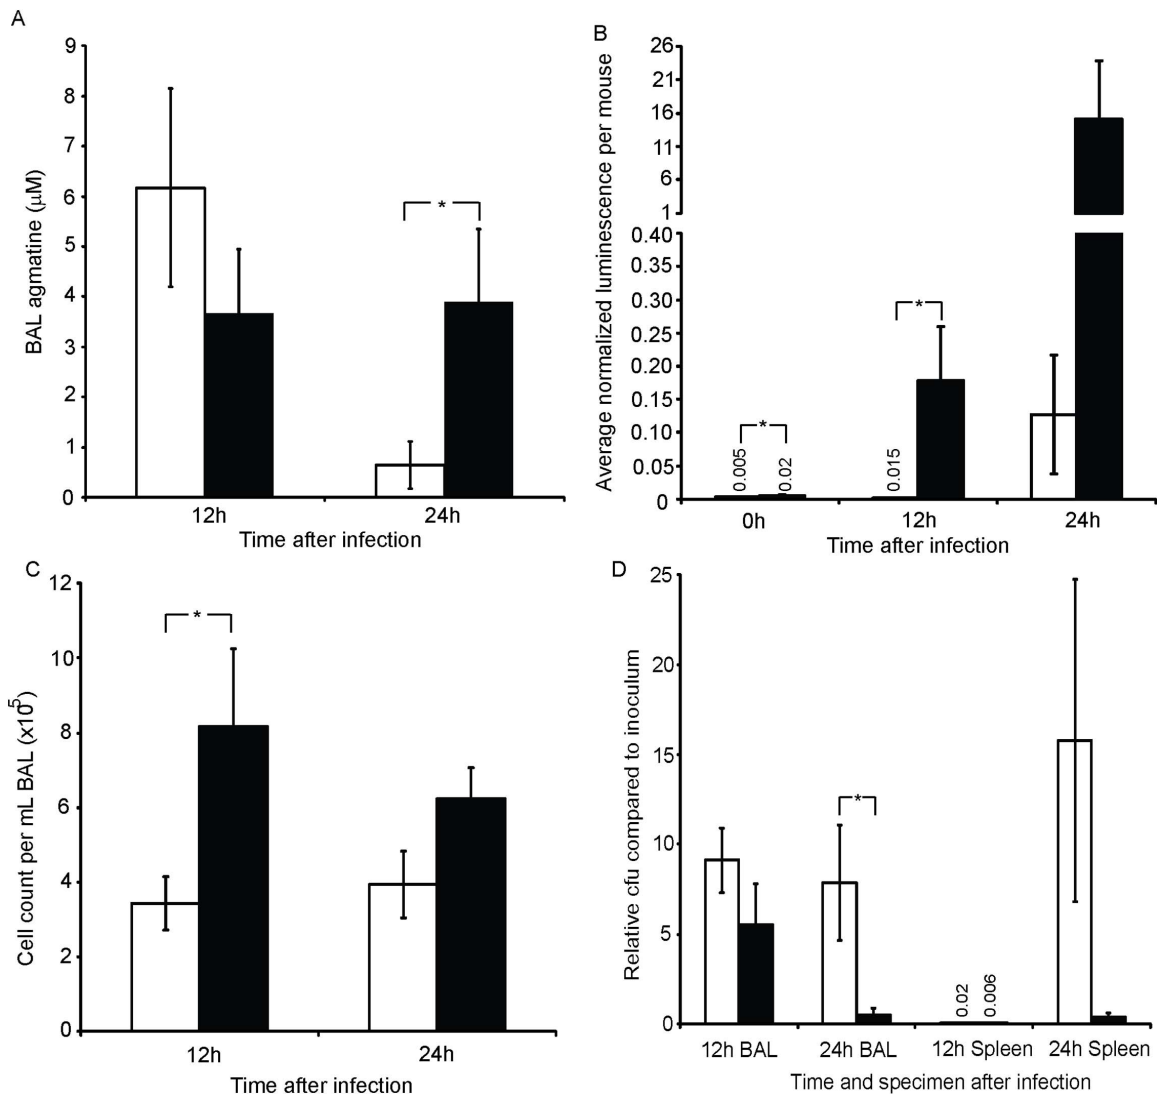 A
9
8
7
6
5
4
3
2
1
0
BAL agmatine (μM)
*
12h
24h
Time after infection
B
26
21
16
11
6
1
0.40
0.35
0.30
0.25
0.20
0.15
0.10
0.05
0
Average normalized luminescence per mouse
*
*
0.005
0.02
0.015
0h
12h
24h
Time after infection
C
12
10
8
6
4
2
0
Cell count per mL BAL (x10⁵)
*
12h
24h
Time after infection
D
25
20
15
10
5
0
Relative cfu compared to inoculum
*
0.02
0.006
12h BAL
24h BAL
12h Spleen
24h Spleen
Time and specimen after infection